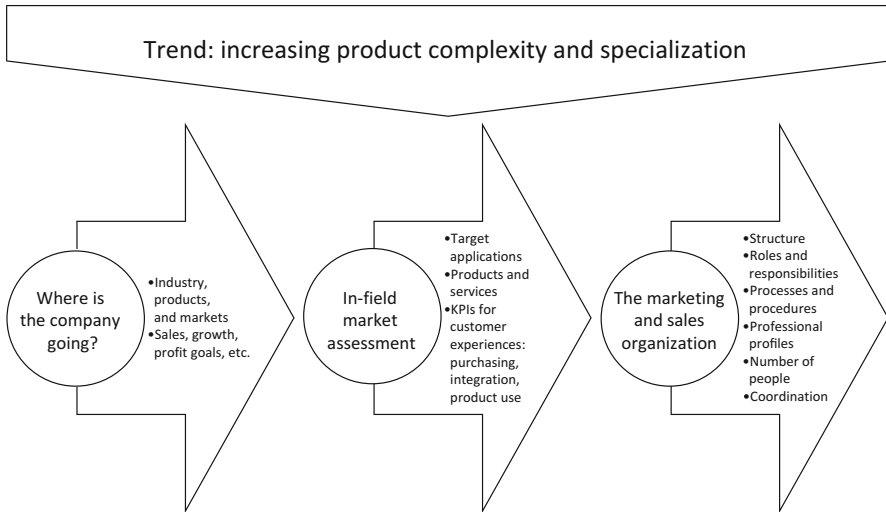 Trend: increasing product complexity and specialization
Where is
the company
going?
•Industry,
products,
and markets
•Sales, growth,
profit goals, etc.
In-field
market
assessment
•Target
applications
•Products and
services
•KPIs for
customer
experiences:
purchasing,
integration,
product use
The marketing
and sales
organization
•Structure
•Roles and
responsibilities
•Processes and
procedures
•Professional
profiles
•Number of
people
•Coordination